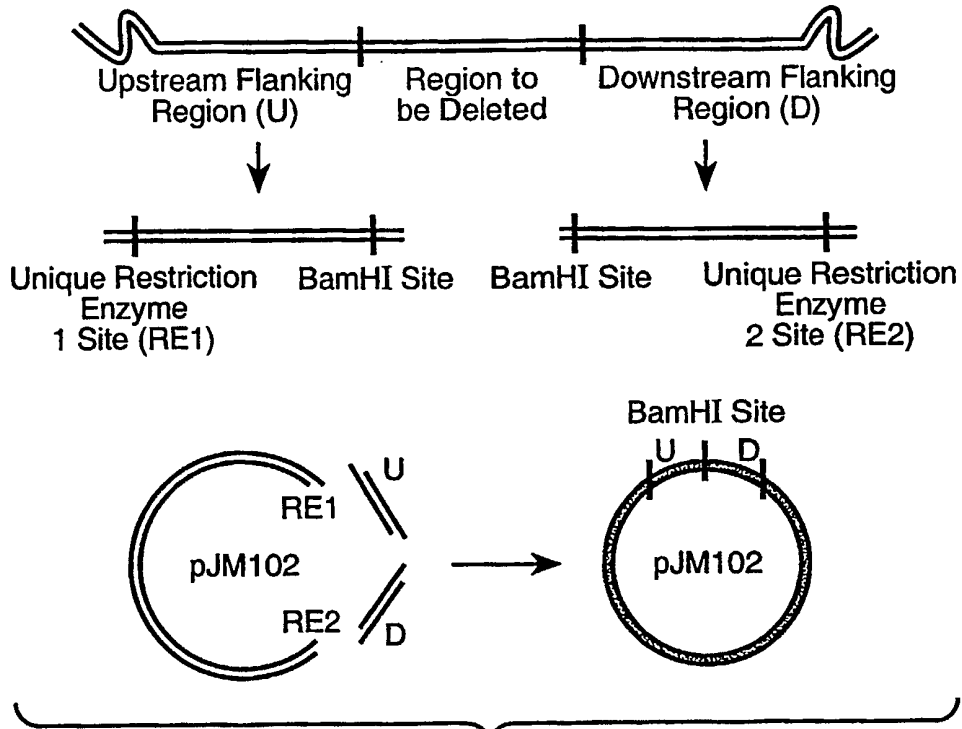 Upstream Flanking
Region (U)
Region to
be Deleted
Downstream Flanking
Region (D)
Unique Restriction
Enzyme
1 Site (RE1)
BamHI Site
BamHI Site
Unique Restriction
Enzyme
2 Site (RE2)
RE1
U
pJM102
RE2
D
BamHI Site
U
D
pJM102